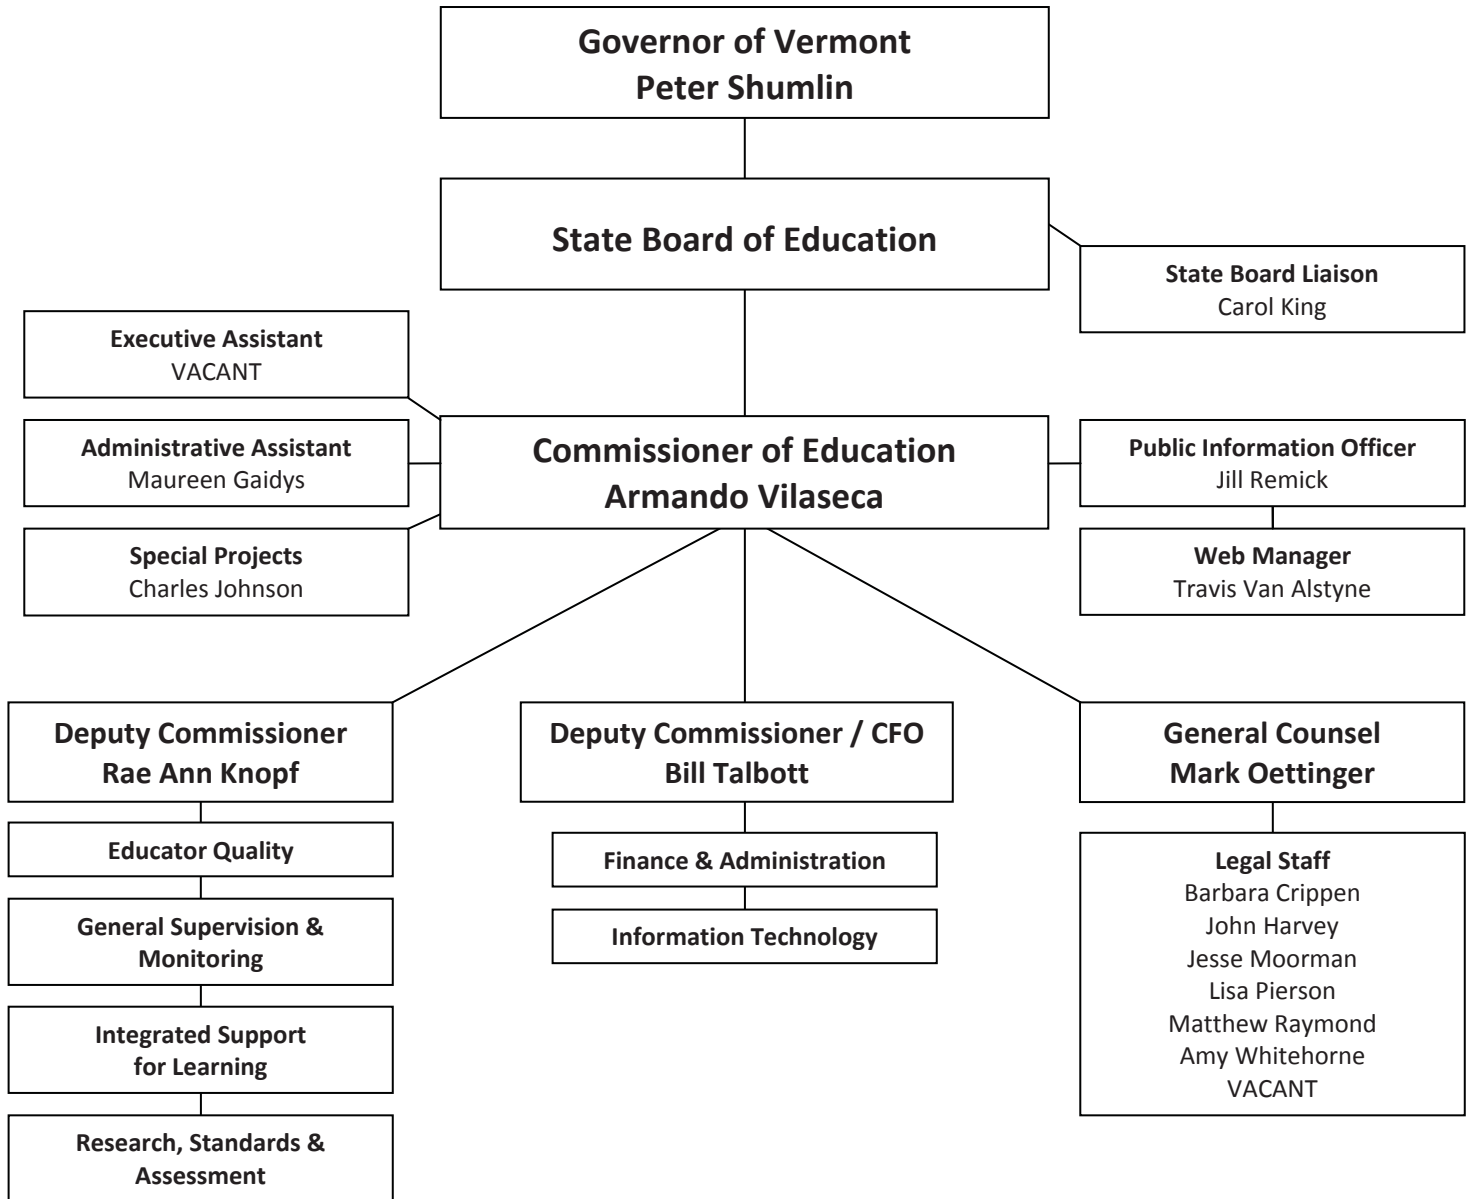 Governor of Vermont
Peter Shumlin
State Board of Education
State Board Liaison
Carol King
Executive Assistant
VACANT
Administrative Assistant
Maureen Gaidys
Special Projects
Charles Johnson
Commissioner of Education
Armando Vilaseca
Public Information Officer
Jill Remick
Web Manager
Travis Van Alstyne
Deputy Commissioner
Rae Ann Knopf
Educator Quality
General Supervision &
Monitoring
Integrated Support
for Learning
Research, Standards &
Assessment
Deputy Commissioner / CFO
Bill Talbott
Finance & Administration
Information Technology
General Counsel
Mark Oettinger
Legal Staff
Barbara Crippen
John Harvey
Jesse Moorman
Lisa Pierson
Matthew Raymond
Amy Whitehorne
VACANT